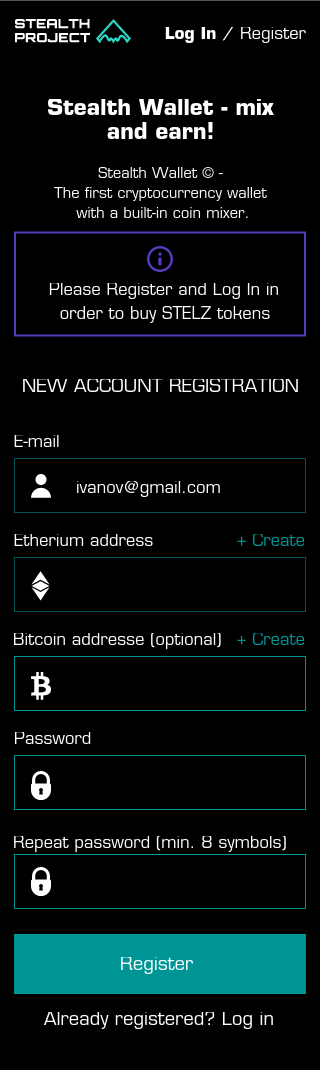 STEALTH
PROJECT
Log In / Register
Stealth Wallet - mix
and earn!
Stealth Wallet © -
The first cryptocurrency wallet
with a built-in coin mixer.
Please Register and Log In in
order to buy STELZ tokens
NEW ACCOUNT REGISTRATION
E-mail
ivanov@gmail.com
Etherium address + Create
Bitcoin addresse (optional) + Create
Password
Repeat password (min. 8 symbols)
Register
Already registered? Log in